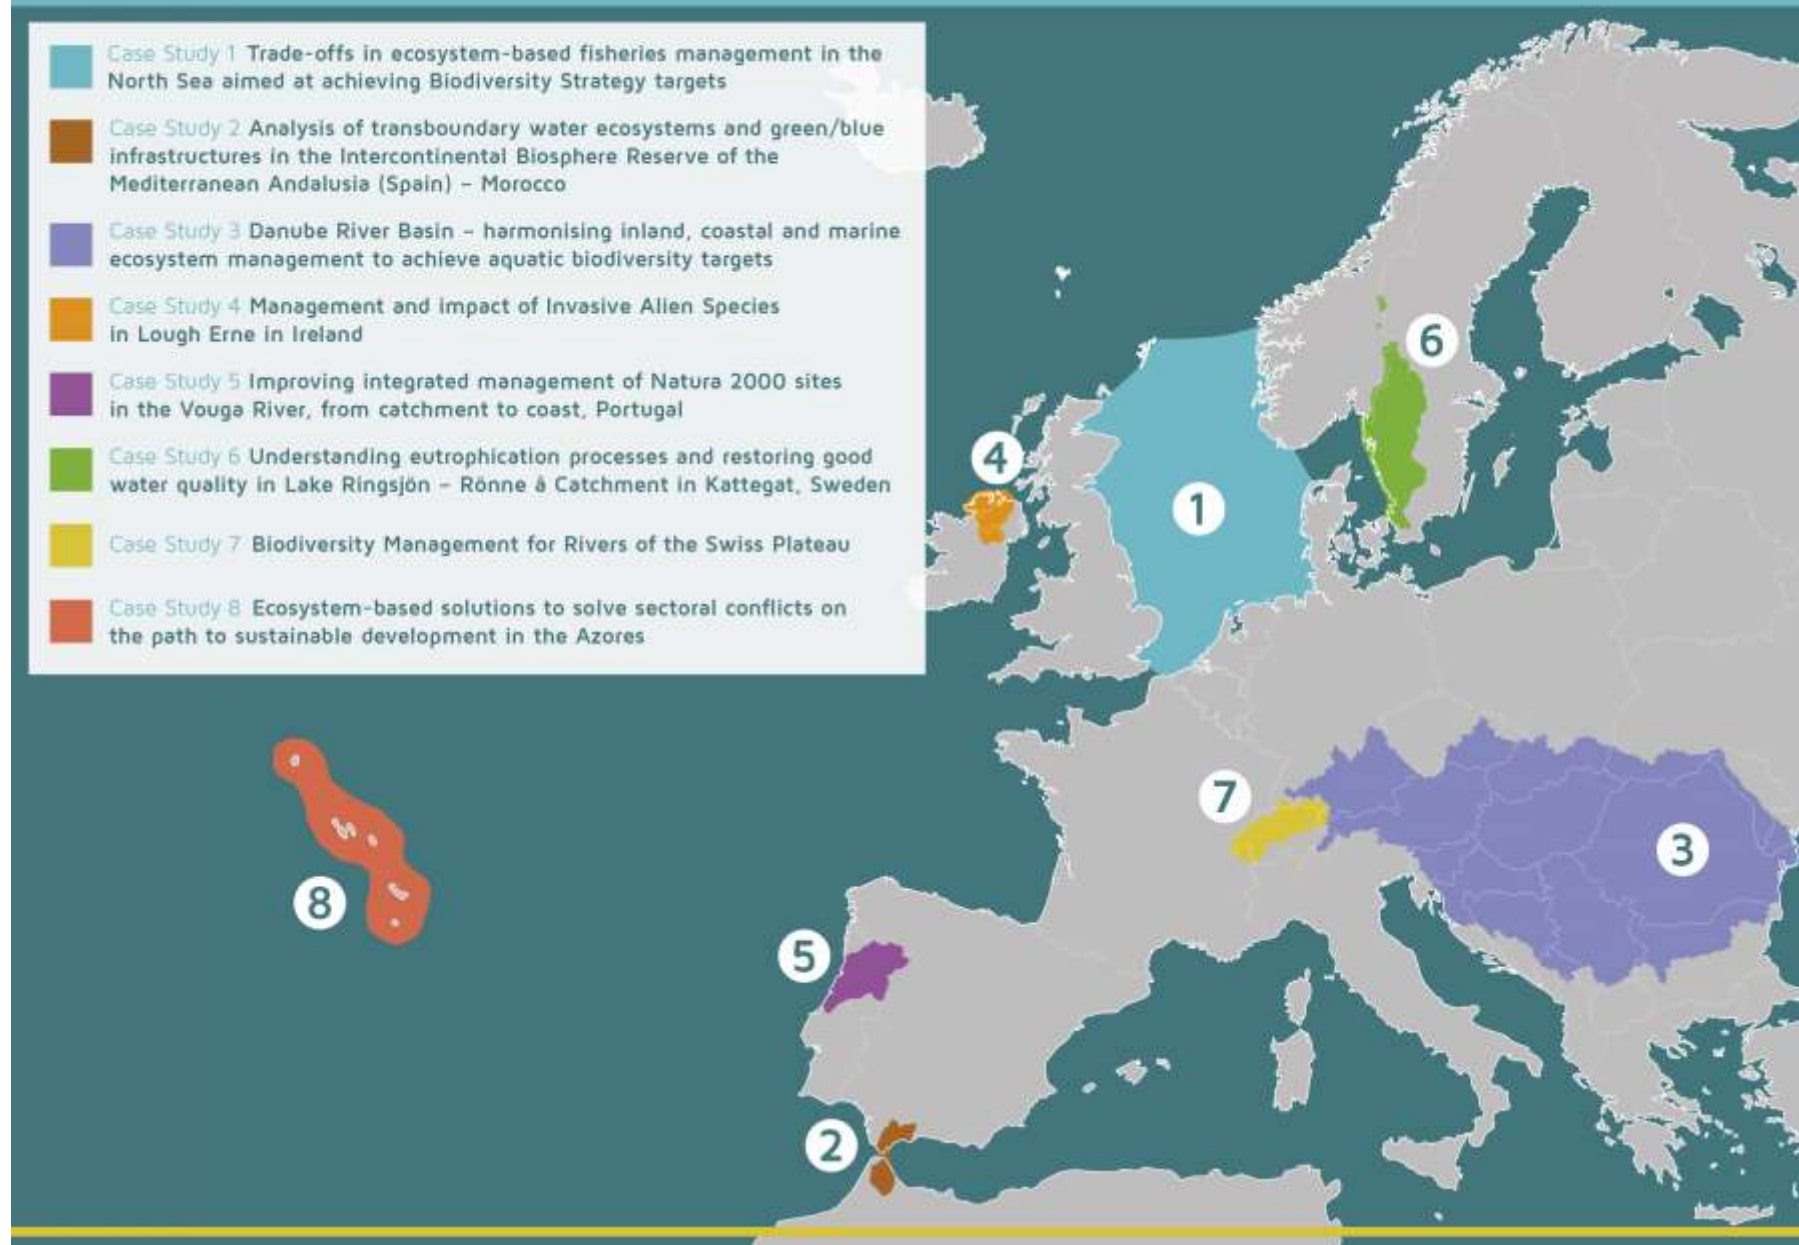 Case Study 1 Trade-offs in ecosystem-based fisheries management in the
North Sea aimed at achieving Biodiversity Strategy targets
Case Study 2 Analysis of transboundary water ecosystems and green/blue
infrastructures in the Intercontinental Biosphere Reserve of the
Mediterranean Andalusia (Spain) – Morocco
Case Study 3 Danube River Basin – harmonising inland, coastal and marine
ecosystem management to achieve aquatic biodiversity targets
Case Study 4 Management and impact of Invasive Alien Species
in Lough Erne in Ireland
Case Study 5 Improving integrated management of Natura 2000 sites
in the Vouga River, from catchment to coast, Portugal
Case Study 6 Understanding eutrophication processes and restoring good
water quality in Lake Ringsjön – Rönne å Catchment in Kattegat, Sweden
Case Study 7 Biodiversity Management for Rivers of the Swiss Plateau
Case Study 8 Ecosystem-based solutions to solve sectoral conflicts on
the path to sustainable development in the Azores
6
4
1
7
3
8
5
2